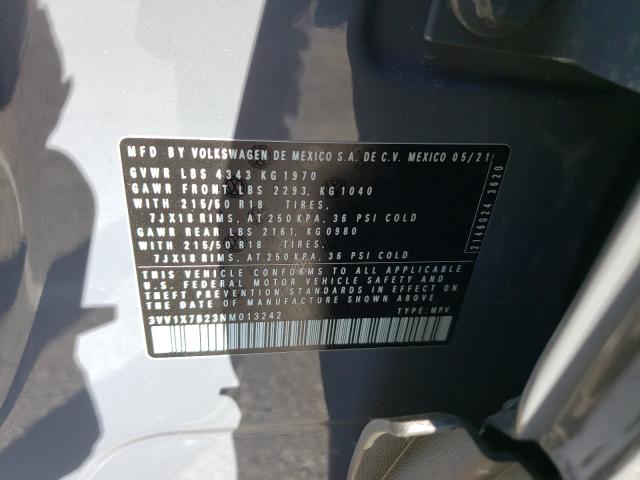 MFD BY VOLKSWAGEN DE MEXICO S.A. DE C.V. MEXICO 05/21
GVWR LBS 4343 KG 1970
GAWR FRONT LBS 2293, KG 1040
WITH 215/50 R18 TIRES,
7JX18 RIMS, AT 250 KPA, 36 PSI COLD
GAWR REAR LBS 2161, KG0980
WITH 215/50 R18 TIRES,
7JX18 RIMS, AT 250 KPA, 36 PSI COLD
THIS VEHICLE CONFORMS TO ALL APPLICABLE
U.S. FEDERAL MOTOR VEHICLE SAFETY AND
THEFT PREVENTION STANDARDS IN EFFECT ON
THE DATE OF MANUFACTURE SHOWN ABOVE.
3VV1X7B23NM013242 TYPE: MPV
2146024 3620